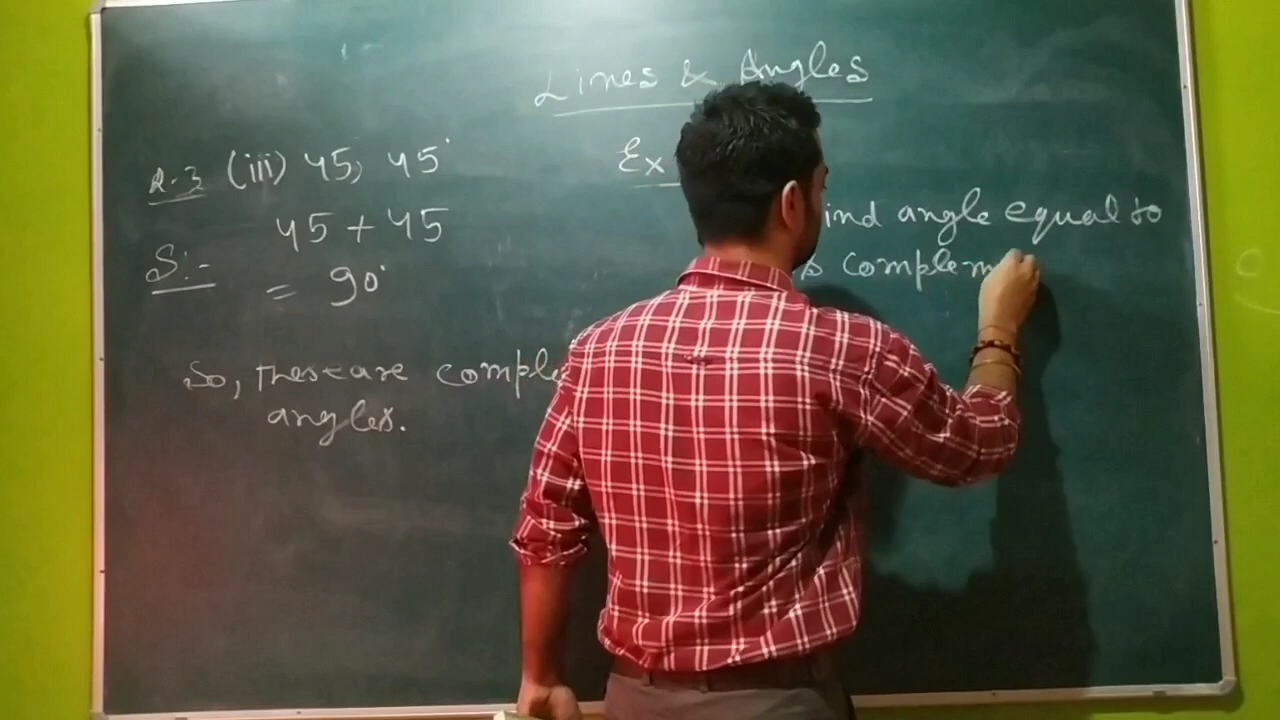 Lines & Angles
Q.3 (iii) 45, 45°
45 + 45
S:-
= 90°
So, these are comple
angles.
Ex
ind angle equal to
s complem